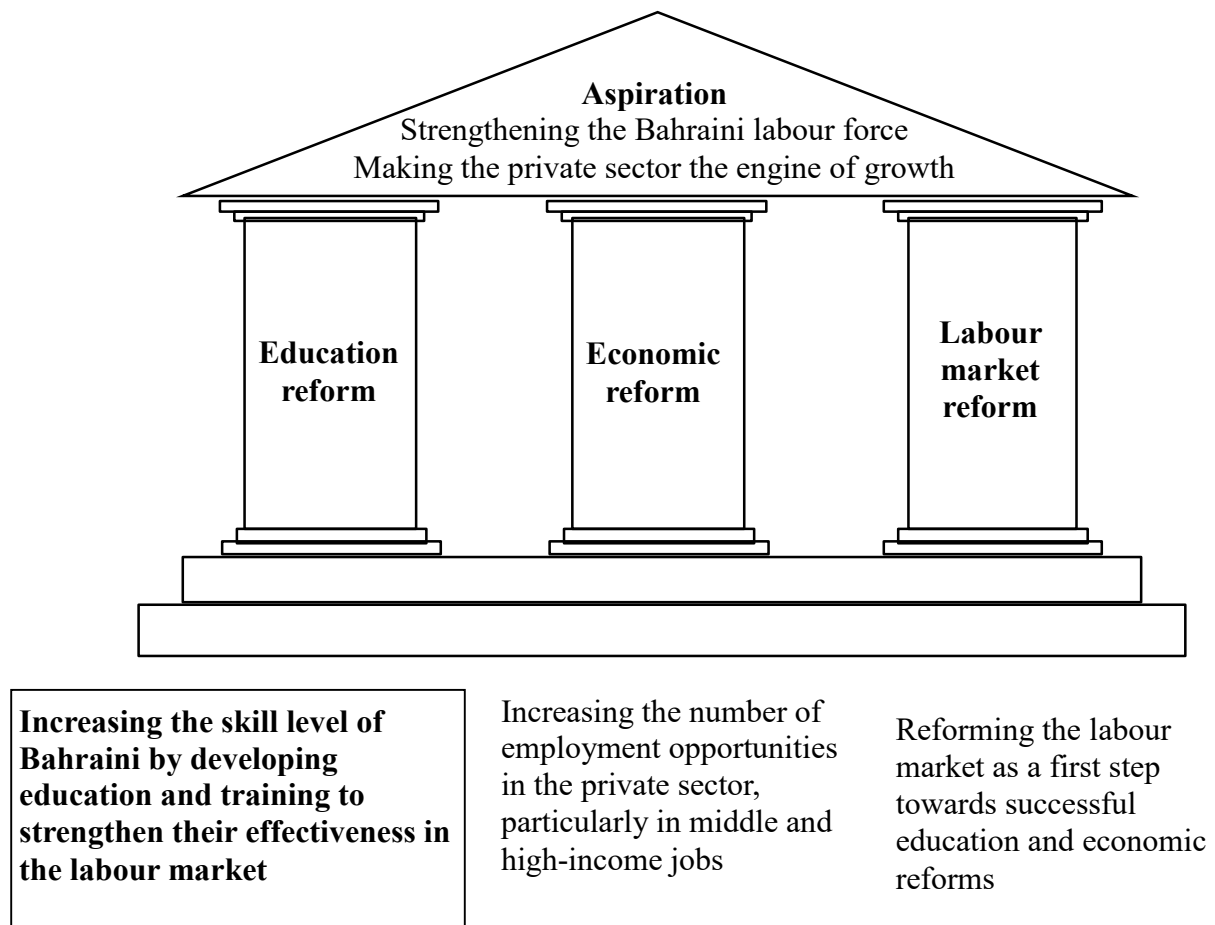 Aspiration
Strengthening the Bahraini labour force
Making the private sector the engine of growth
Education
reform
Economic
reform
Labour
market
reform
Increasing the skill level of
Bahraini by developing
education and training to
strengthen their effectiveness in
the labour market
Increasing the number of
employment opportunities
in the private sector,
particularly in middle and
high-income jobs
Reforming the labour
market as a first step
towards successful
education and economic
reforms